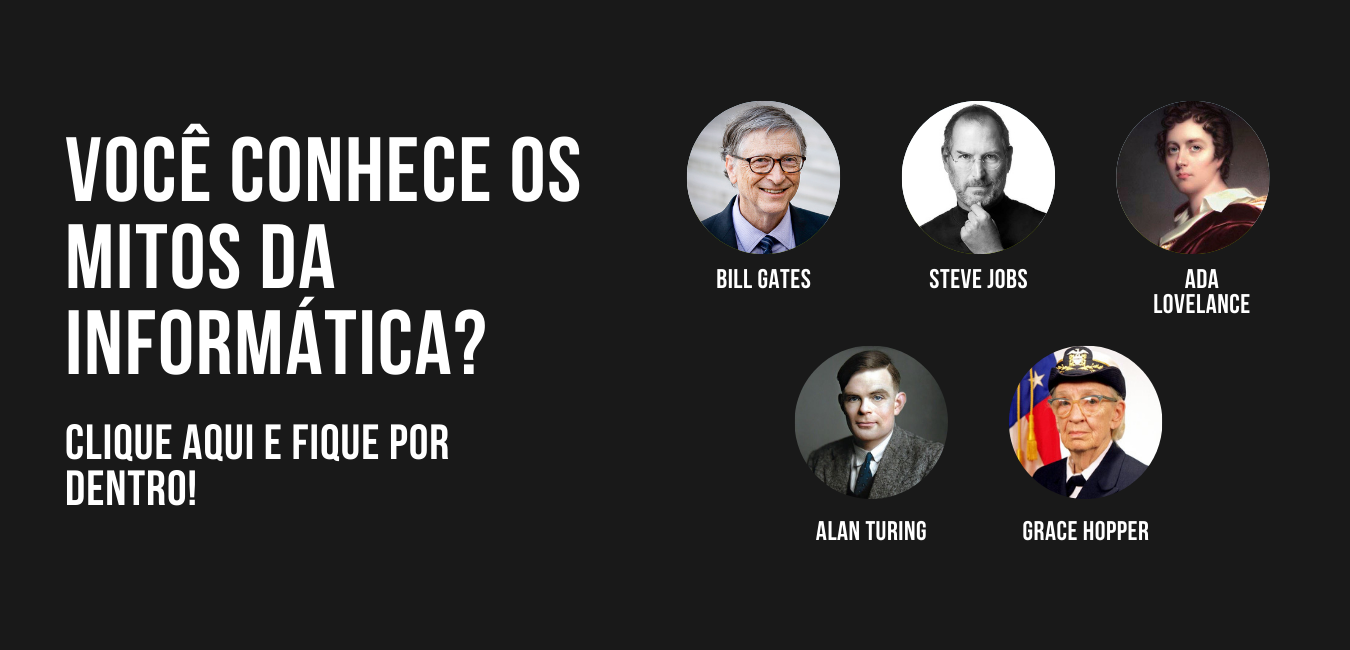 VOCÊ CONHECE OS
MITOS DA
INFORMÁTICA?
CLIQUE AQUI E FIQUE POR
DENTRO!
BILL GATES
STEVE JOBS
ADA
LOVELANCE
ALAN TURING
GRACE HOPPER